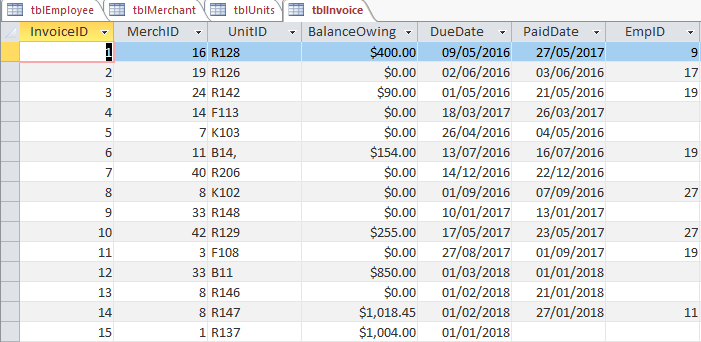 tblEmployee tblMerchant tblUnits tblInvoice
InvoiceID MerchID UnitID BalanceOwing DueDate PaidDate EmpID
1 16 R128 $400.00 09/05/2016 27/05/2017 9
2 19 R126 $0.00 02/06/2016 03/06/2016 17
3 24 R142 $90.00 01/05/2016 21/05/2016 19
4 14 F113 $0.00 18/03/2017 26/03/2017
5 7 K103 $0.00 26/04/2016 04/05/2016
6 11 B14, $154.00 13/07/2016 16/07/2016 19
7 40 R206 $0.00 14/12/2016 22/12/2016
8 8 K102 $0.00 01/09/2016 07/09/2016 27
9 33 R148 $0.00 10/01/2017 13/01/2017
10 42 R129 $255.00 17/05/2017 23/05/2017 27
11 3 F108 $0.00 27/08/2017 01/09/2017 19
12 33 B11 $850.00 01/03/2018 01/01/2018
13 8 R146 $0.00 01/02/2018 21/01/2018
14 8 R147 $1,018.45 01/02/2018 27/01/2018 11
15 1 R137 $1,004.00 01/01/2018